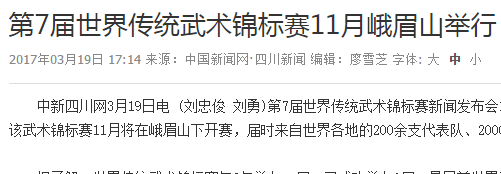 第7届世界传统武术锦标赛11月峨眉山举行
2017年03月19日 17:14 来源：中国新闻网·四川新闻 编辑：廖雪芝 字体: 大 中 小
中新四川网3月19日电 (刘忠俊 刘勇)第7届世界传统武术锦标赛新闻发布会
该武术锦标赛11月将在峨眉山下开赛，届时来自世界各地的200余支代表队、2000